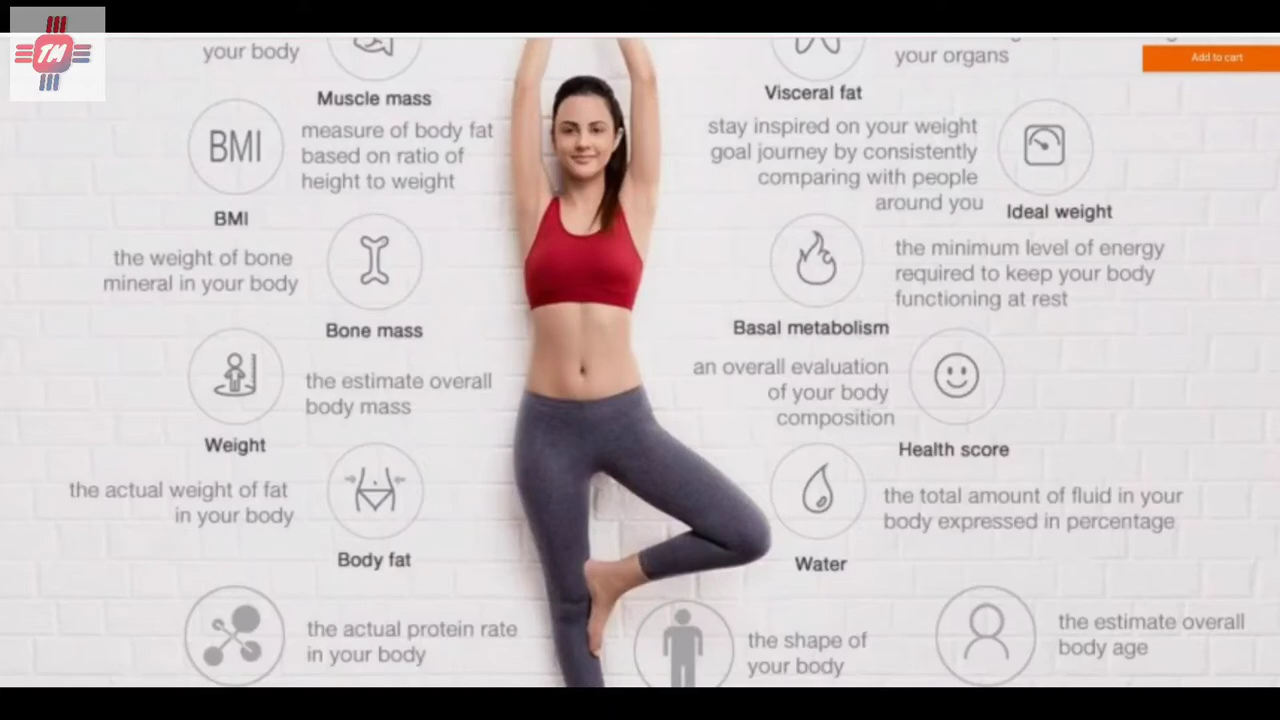 TM
your body
your organs
Add to cart
Muscle mass
Visceral fat
BMI
measure of body fat
based on ratio of
height to weight
stay inspired on your weight
goal journey by consistently
comparing with people
around you
BMI
Ideal weight
the weight of bone
mineral in your body
the minimum level of energy
required to keep your body
functioning at rest
Bone mass
Basal metabolism
the estimate overall
body mass
an overall evaluation
of your body
composition
Weight
Health score
the actual weight of fat
in your body
the total amount of fluid in your
body expressed in percentage
Body fat
Water
the actual protein rate
in your body
the shape of
your body
the estimate overall
body age